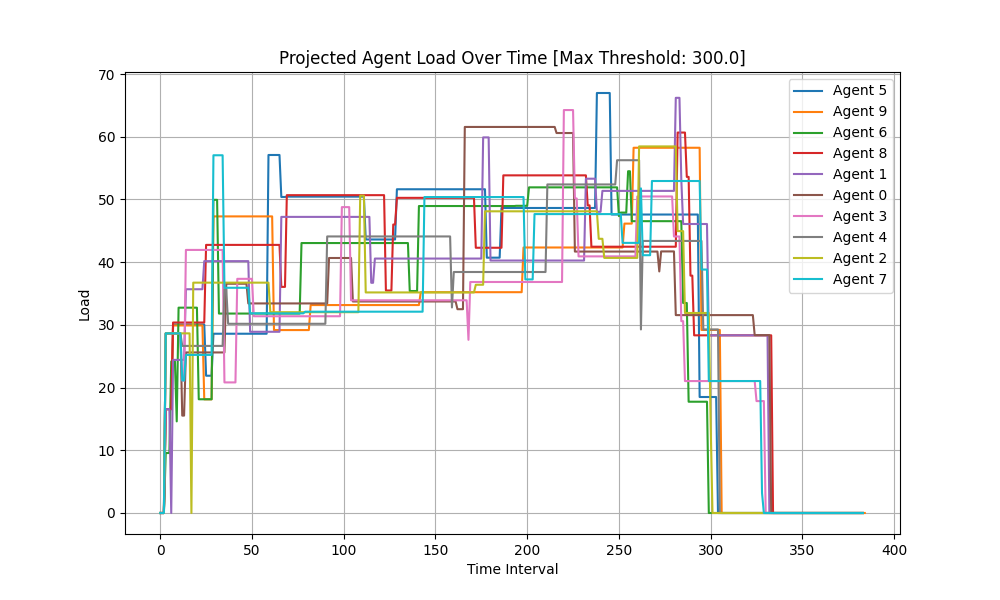 Projected Agent Load Over Time [Max Threshold: 300.0]
Load
70
60
50
40
30
20
10
0
0 50 100 150 200 250 300 350 400
Time Interval
Agent 5
Agent 9
Agent 6
Agent 8
Agent 1
Agent 0
Agent 3
Agent 4
Agent 2
Agent 7